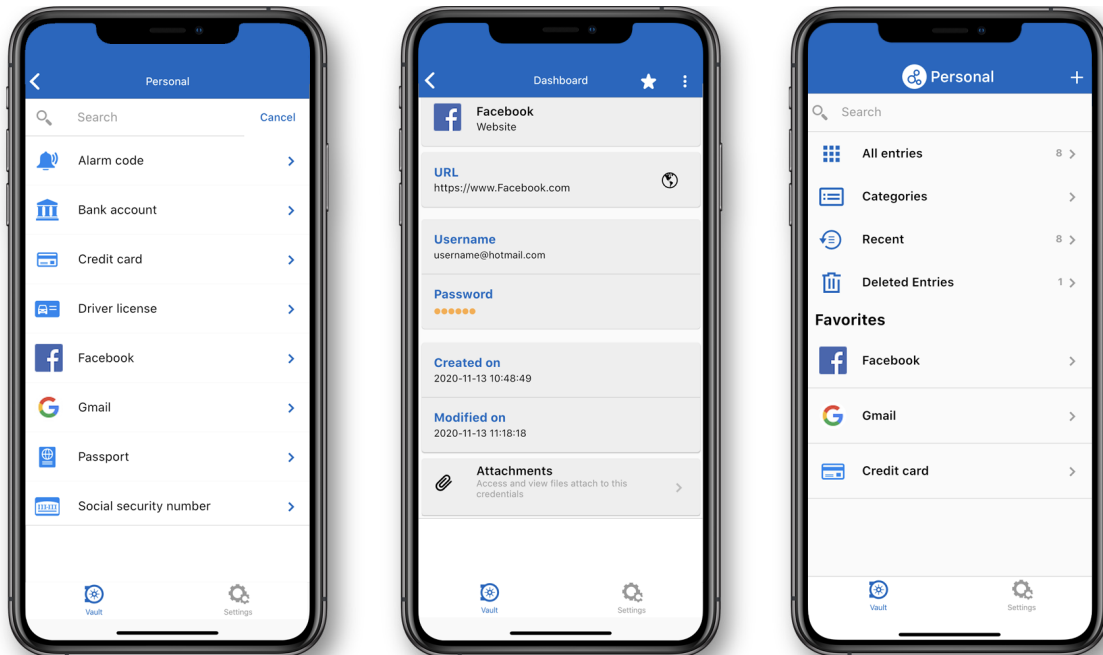 Personal
Search
Cancel
Alarm code
Bank account
Credit card
Driver license
Facebook
Gmail
Passport
Social security number
Vault
Settings
Dashboard
Facebook
Website
URL
https://www.Facebook.com
Username
username@hotmail.com
Password
Created on
2020-11-13 10:48:49
Modified on
2020-11-13 11:18:18
Attachments
Access and view files attach to this
credentials
Vault
Settings
Personal
Search
All entries 8
Categories
Recent 8
Deleted Entries 1
Favorites
Facebook
Gmail
Credit card
Vault
Settings